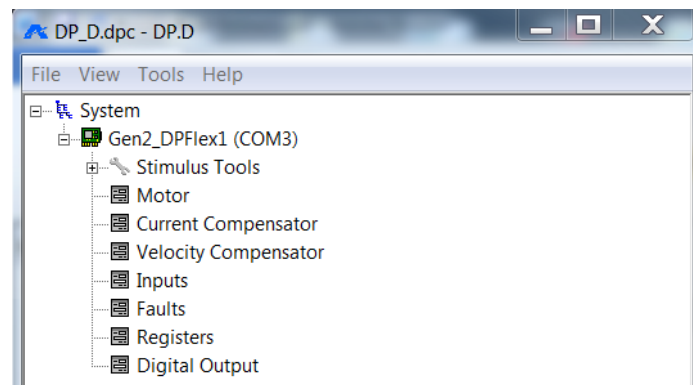 DP_D.dpc - DP.D
File View Tools Help
System
Gen2_DPFlex1 (COM3)
Stimulus Tools
Motor
Current Compensator
Velocity Compensator
Inputs
Faults
Registers
Digital Output